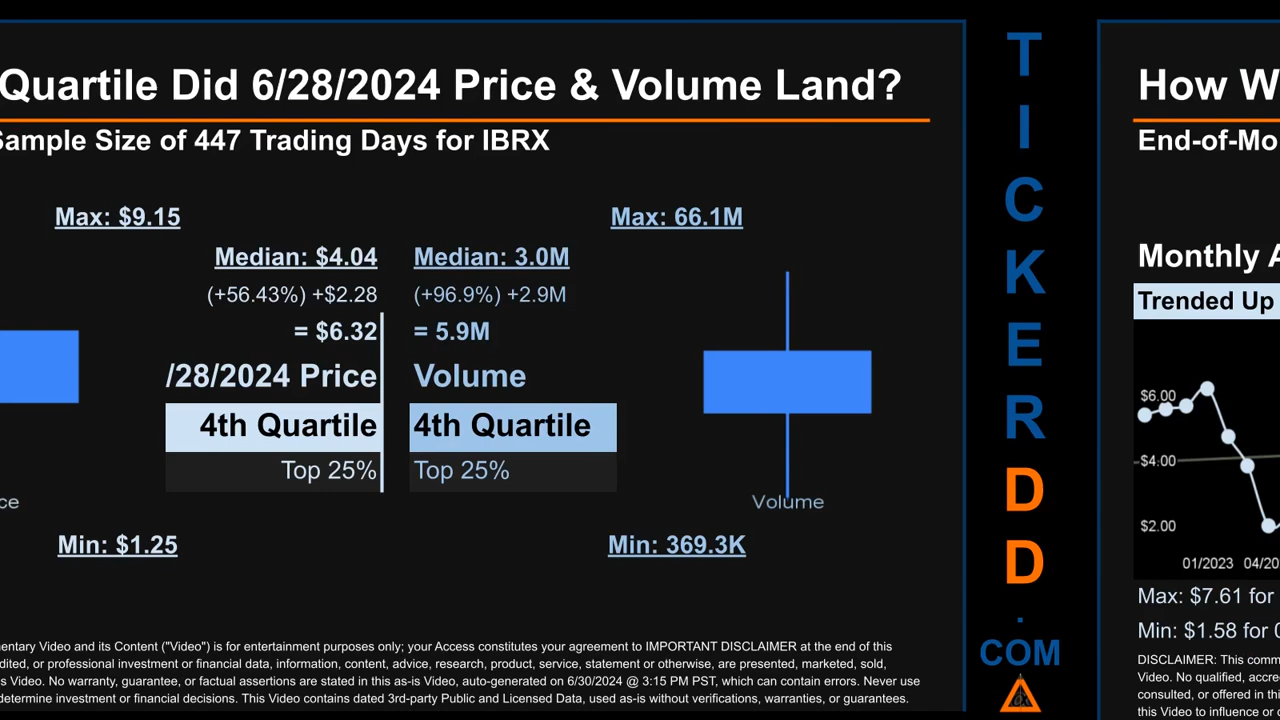 Quartile Did 6/28/2024 Price & Volume Land?
Sample Size of 447 Trading Days for IBRX
Max: $9.15
Max: 66.1M
Median: $4.04
Median: 3.0M
(+56.43%) +$2.28
(+96.9%) +2.9M
= $6.32
= 5.9M
/28/2024 Price
Volume
4th Quartile
4th Quartile
Top 25%
Top 25%
ce
Volume
Min: $1.25
Min: 369.3K
mentary Video and its Content ("Video") is for entertainment purposes only; your Access constitutes your agreement to IMPORTANT DISCLAIMER at the end of this
dited, or professional investment or financial data, information, content, advice, research, product, service, statement or otherwise, are presented, marketed, sold,
s Video. No warranty, guarantee, or factual assertions are stated in this as-is Video, auto-generated on 6/30/2024 @ 3:15 PM PST, which can contain errors. Never use
determine investment or financial decisions. This Video contains dated 3rd-party Public and Licensed Data, used as-is without verifications, warranties, or guarantees.
T
I
C
K
E
R
D
D
.
COM
How W
End-of-Mo
Monthly A
Trended Up
$6.00
$4.00
$2.00
01/2023 04/20
Max: $7.61 for
Min: $1.58 for 0
DISCLAIMER: This comm
Video. No qualified, accre
consulted, or offered in thi
this Video to influence or d